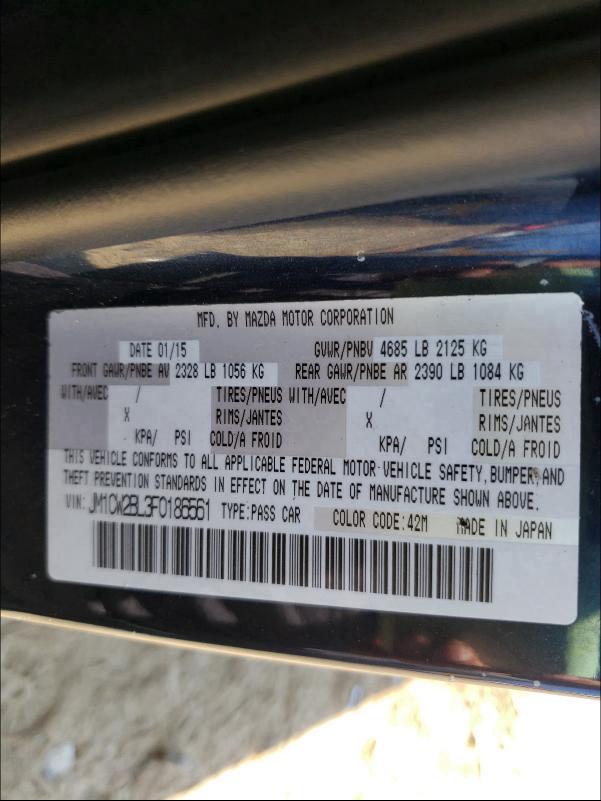 MFD. BY MAZDA MOTOR CORPORATION
DATE 01/15 GVWR/PNBV 4685 LB 2125 KG
FRONT GAWR/PNBE AV 2328 LB 1056 KG REAR GAWR/PNBE AR 2390 LB 1084 KG
WITH/AVEC / TIRES/PNEUS WITH/AVEC / TIRES/PNEUS
X RIMS/JANTES X RIMS/JANTES
KPA/ PSI COLD/A FROID KPA/ PSI COLD/A FROID
THIS VEHICLE CONFORMS TO ALL APPLICABLE FEDERAL MOTOR VEHICLE SAFETY, BUMPER, AND
THEFT PREVENTION STANDARDS IN EFFECT ON THE DATE OF MANUFACTURE SHOWN ABOVE.
VIN: JM1CW2BL3F0186561 TYPE:PASS CAR COLOR CODE:42M MADE IN JAPAN